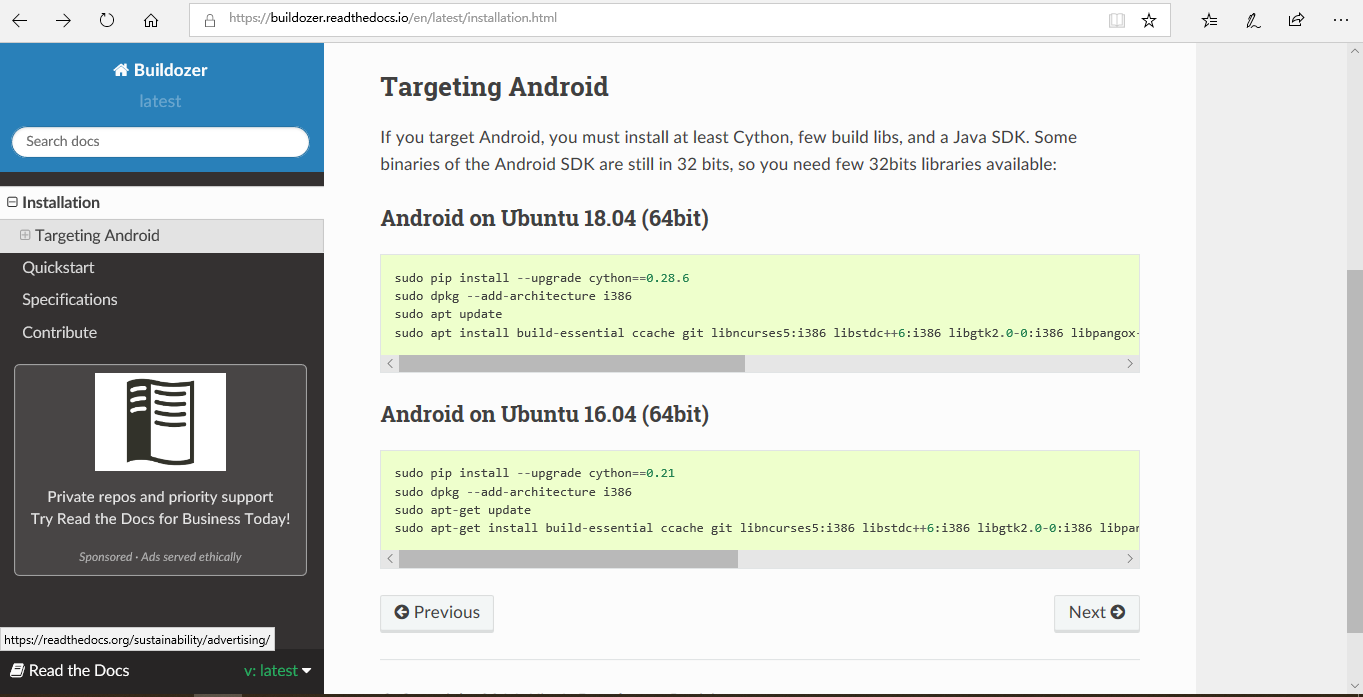 https://buildozer.readthedocs.io/en/latest/installation.html
Buildozer
latest
Search docs
Installation
Targeting Android
Quickstart
Specifications
Contribute
Private repos and priority support
Try Read the Docs for Business Today!
Sponsored · Ads served ethically
https://readthedocs.org/sustainability/advertising/
Read the Docs
v: latest
Targeting Android
If you target Android, you must install at least Cython, few build libs, and a Java SDK. Some
binaries of the Android SDK are still in 32 bits, so you need few 32bits libraries available:
Android on Ubuntu 18.04 (64bit)
sudo pip install --upgrade cython==0.28.6
sudo dpkg --add-architecture i386
sudo apt update
sudo apt install build-essential ccache git libncurses5:i386 libstdc++6:i386 libgtk2.0-0:i386 libpangox-
Android on Ubuntu 16.04 (64bit)
sudo pip install --upgrade cython==0.21
sudo dpkg --add-architecture i386
sudo apt-get update
sudo apt-get install build-essential ccache git libncurses5:i386 libstdc++6:i386 libgtk2.0-0:i386 libpan
Previous
Next